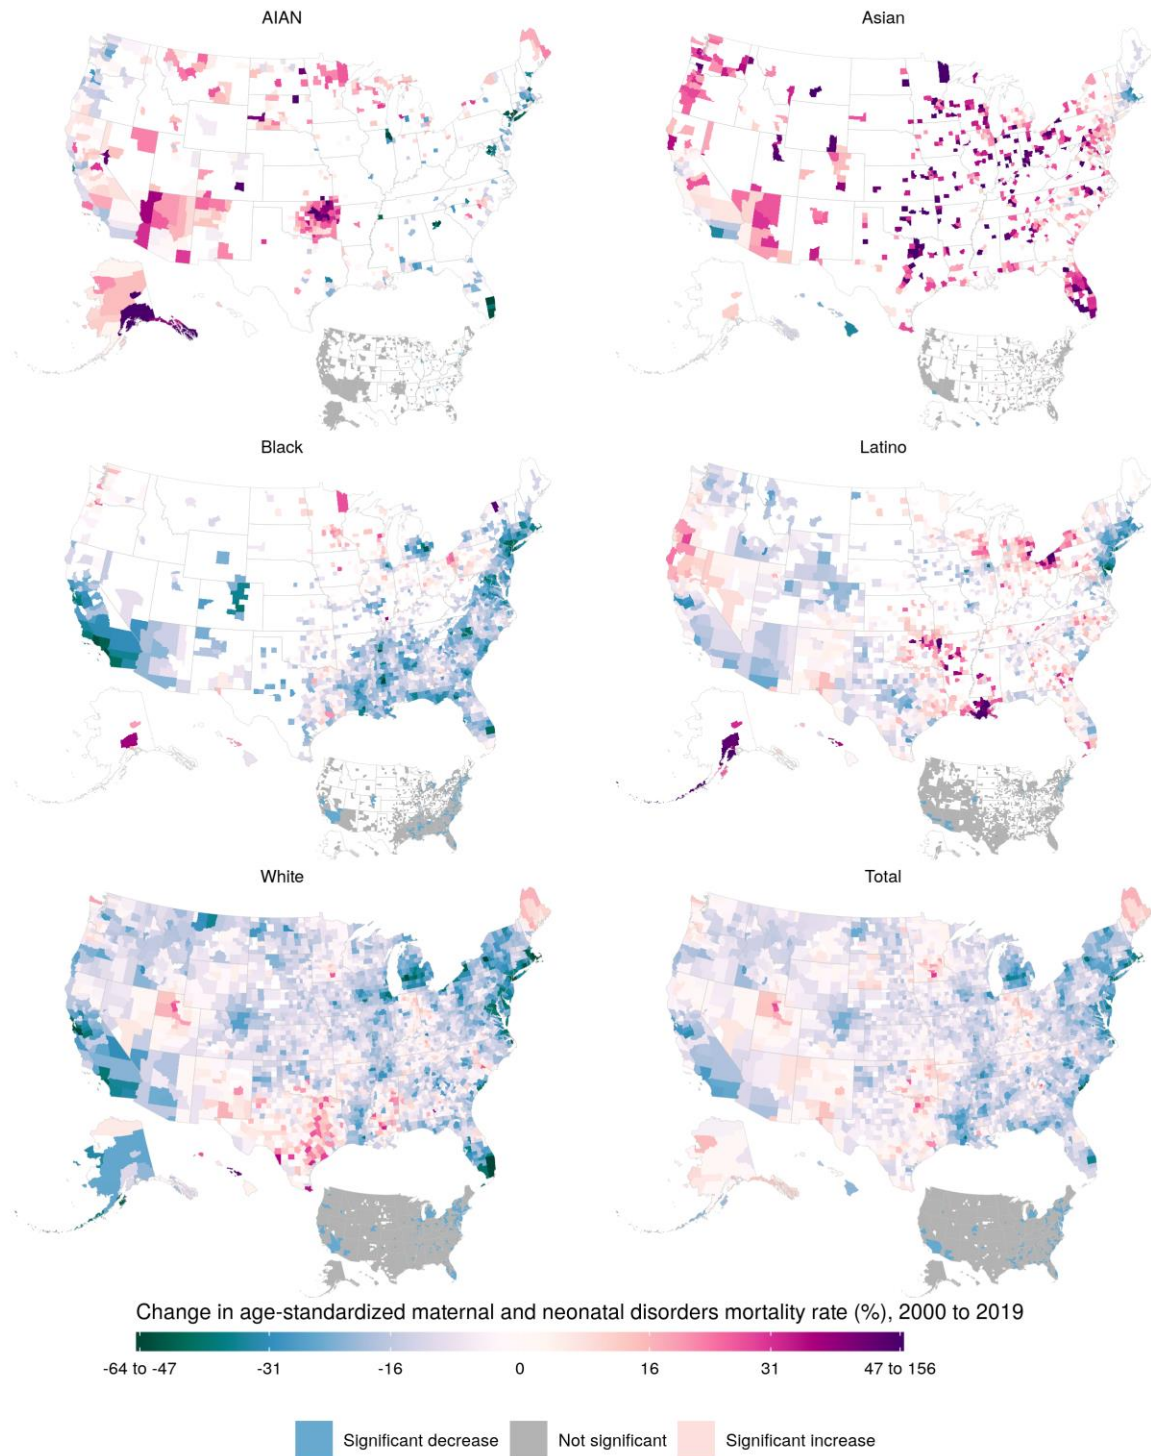 AIAN
Asian
Black
Latino
White
Total
Change in age-standardized maternal and neonatal disorders mortality rate (%), 2000 to 2019
-64 to -47 -31 -16 0 16 31 47 to 156
Significant decrease Not significant Significant increase